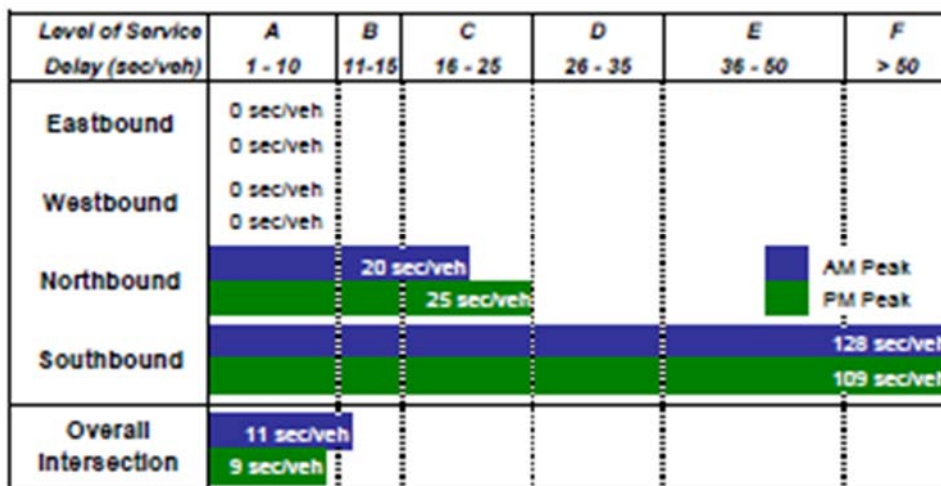 Level of Service A B C D E F
Delay (sec/veh) 1 - 10 11-15 16 - 25 26 - 35 36 - 50 > 50
Eastbound
0 sec/veh
0 sec/veh
Westbound
0 sec/veh
0 sec/veh
Northbound
20 sec/veh
25 sec/veh
AM Peak
PM Peak
Southbound
128 sec/veh
109 sec/veh
Overall
Intersection
11 sec/veh
9 sec/veh